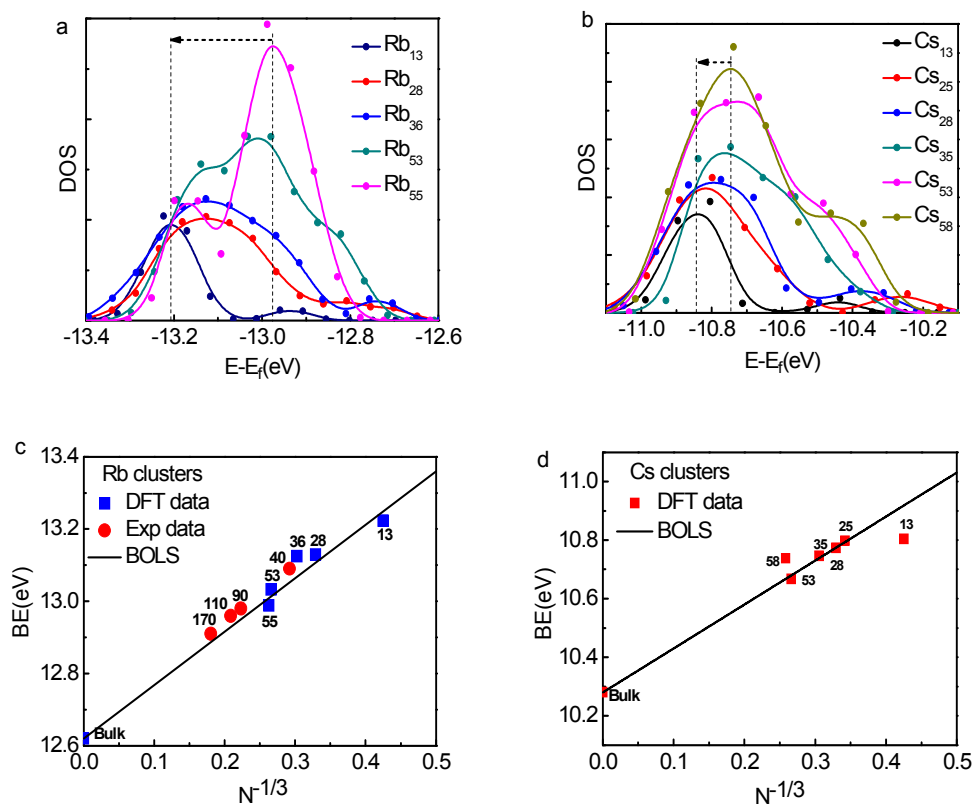 a
Rb13
Rb28
Rb36
Rb53
Rb55
DOS
-13.4 -13.2 -13.0 -12.8 -12.6
E-Ef(eV)
b
Cs13
Cs25
Cs28
Cs35
Cs53
Cs58
DOS
-11.0 -10.8 -10.6 -10.4 -10.2
E-Ef(eV)
c
Rb clusters
DFT data
Exp data
BOLS
13.4
13.2
13.0
12.8
12.6
BE(eV)
36 28
13
40
53
90
110
55
170
Bulk
0.0 0.1 0.2 0.3 0.4 0.5
N-1/3
d
Cs clusters
DFT data
BOLS
11.0
10.8
10.6
10.4
10.2
BE(eV)
25 13
35
58
28
53
Bulk
0.0 0.1 0.2 0.3 0.4 0.5
N-1/3